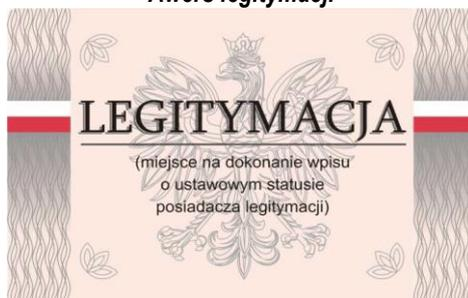 Awers legitymacji
LEGITYMACJA
(miejsce na dokonanie wpisu
o ustawowym statusie
posiadacza legitymacji)